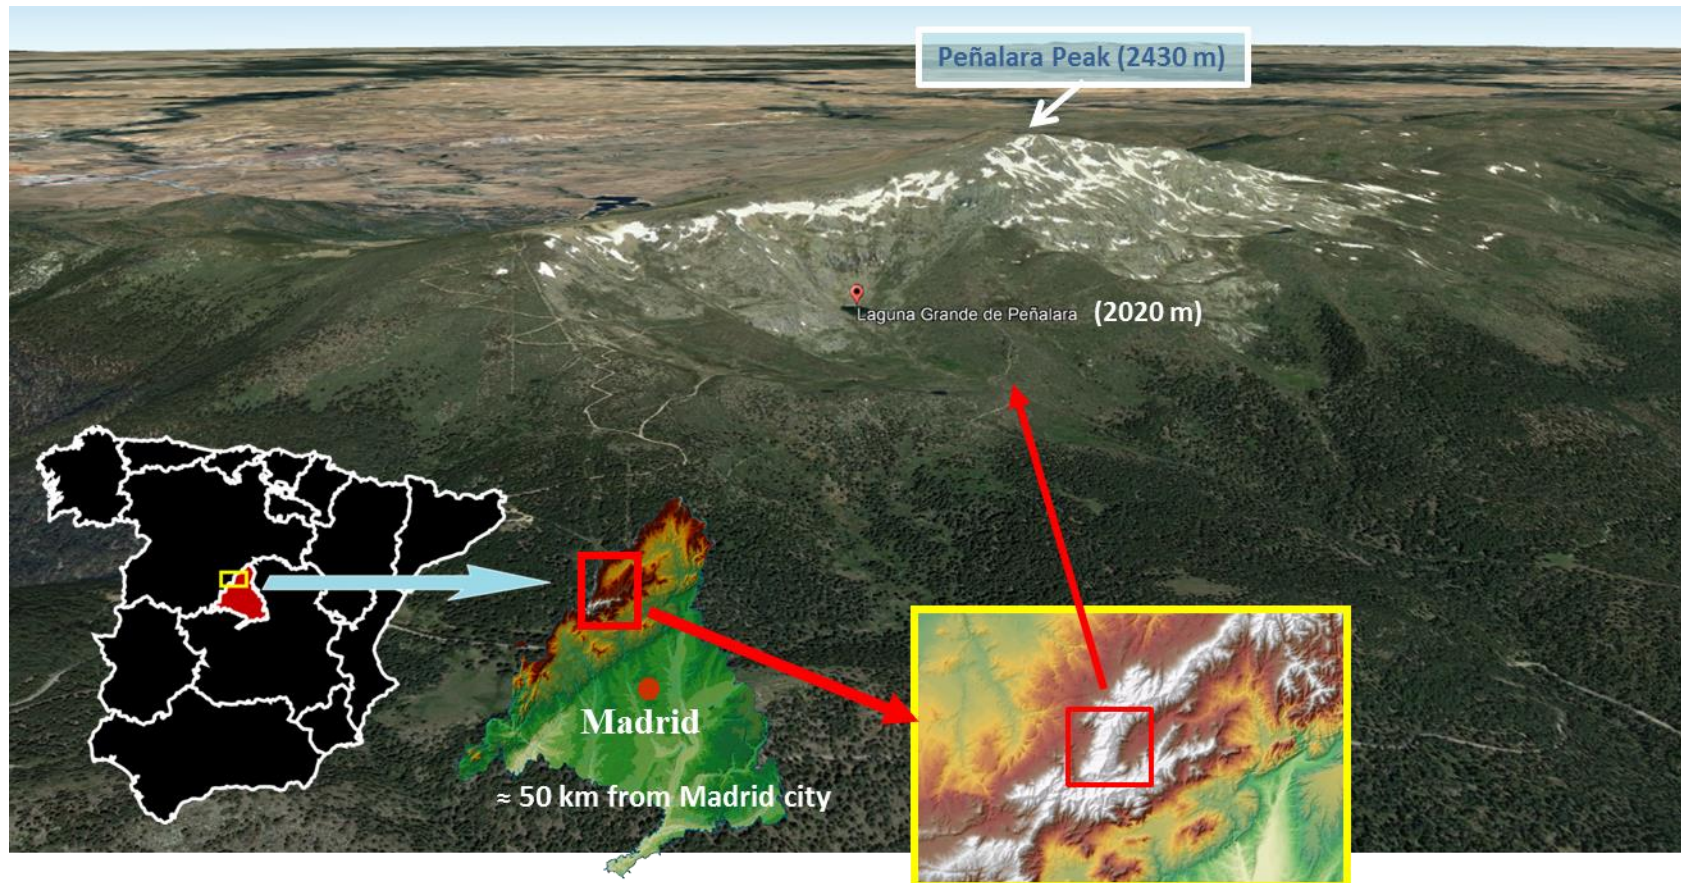 Peñalara Peak (2430 m)
Laguna Grande de Peñalara (2020 m)
Madrid
≈ 50 km from Madrid city